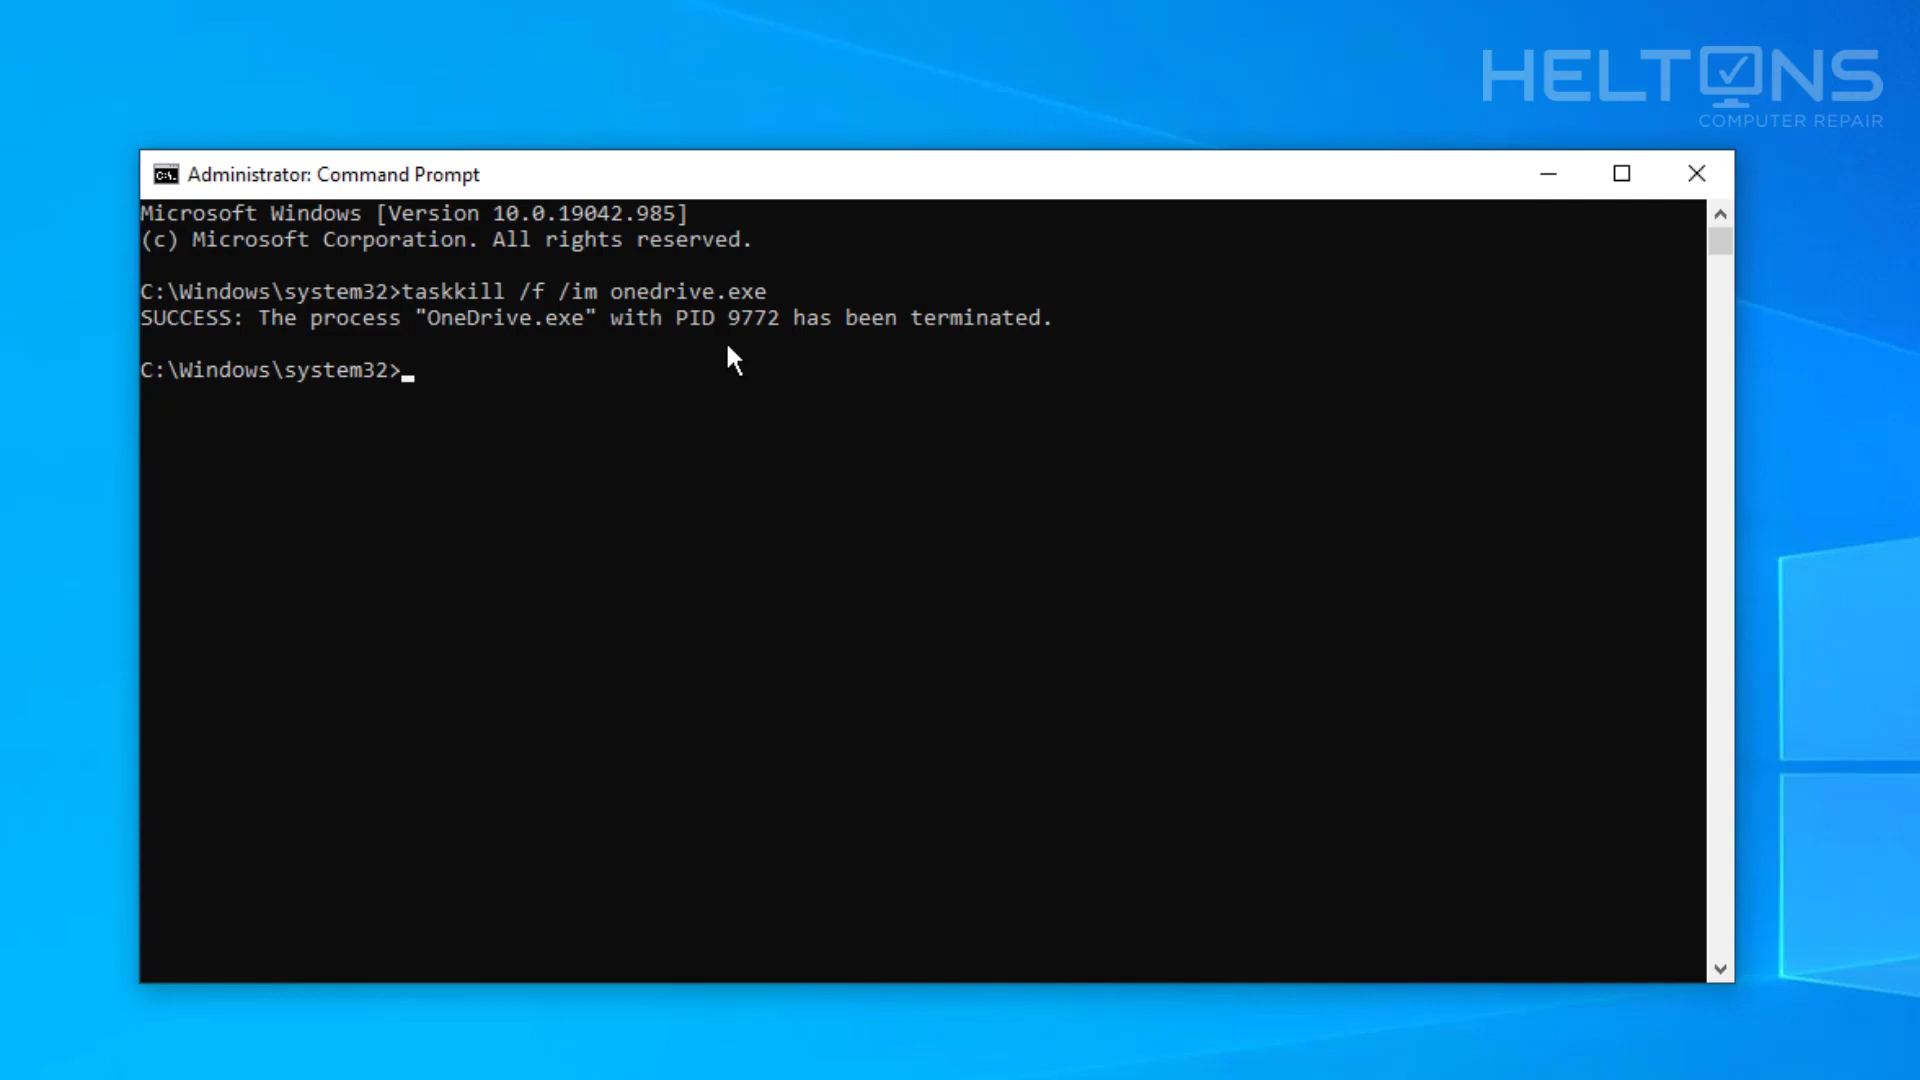 HELTONS
COMPUTER REPAIR
Administrator: Command Prompt
Microsoft Windows [Version 10.0.19042.985]
(c) Microsoft Corporation. All rights reserved.
C:\Windows\system32>taskkill /f /im onedrive.exe
SUCCESS: The process "OneDrive.exe" with PID 9772 has been terminated.
C:\Windows\system32>